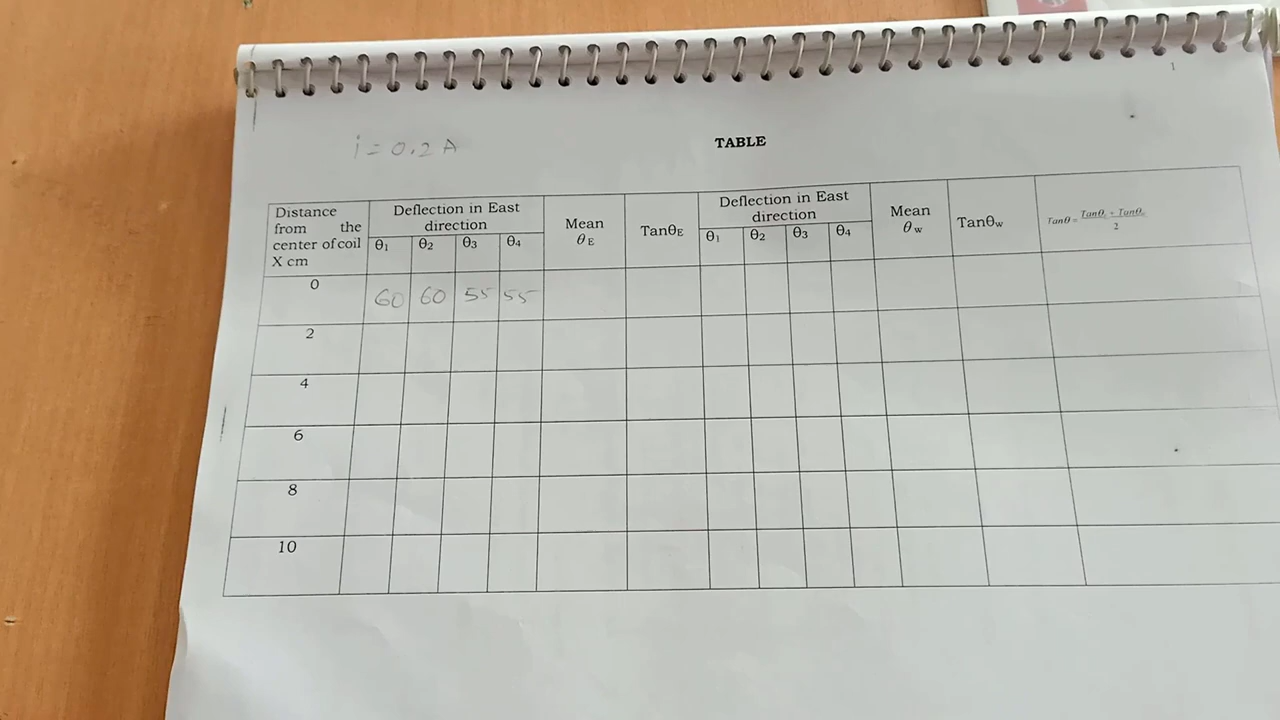 1
i = 0.2 A
TABLE
Distance from the center of coil X cm
Deflection in East direction
θ1 θ2 θ3 θ4
Mean θE
TanθE
Deflection in East direction
θ1 θ2 θ3 θ4
Mean θw
Tanθw
0 60 60 55 55
2
4
6
8
10